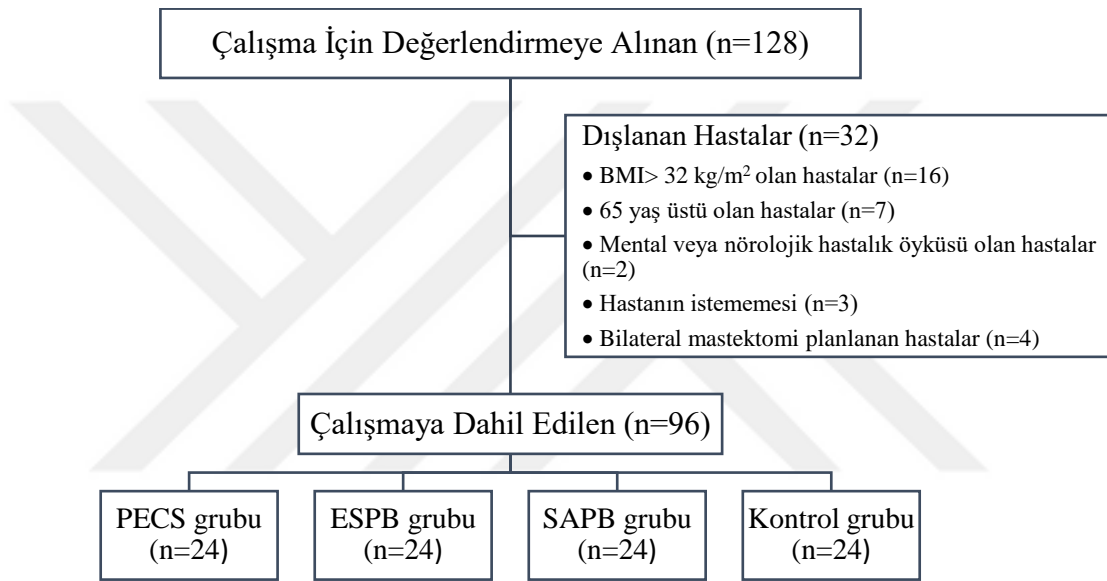 Çalışma İçin Değerlendirmeye Alınan (n=128)
Dışlanan Hastalar (n=32)
• BMI> 32 kg/m² olan hastalar (n=16)
• 65 yaş üstü olan hastalar (n=7)
• Mental veya nörolojik hastalık öyküsü olan hastalar
(n=2)
• Hastanın istememesi (n=3)
• Bilateral mastektomi planlanan hastalar (n=4)
Çalışmaya Dahil Edilen (n=96)
PECS grubu
(n=24)
ESPB grubu
(n=24)
SAPB grubu
(n=24)
Kontrol grubu
(n=24)